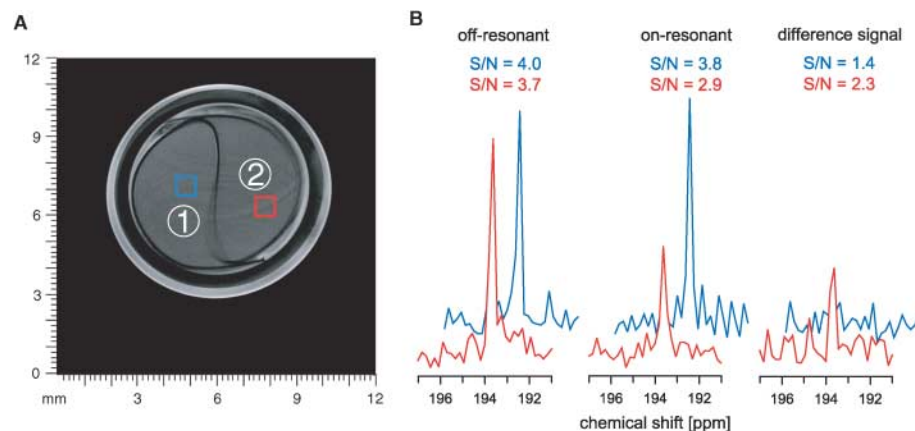 A
12
9
6
3
0
mm
3
6
9
12
①
②
B
off-resonant
S/N = 4.0
S/N = 3.7
on-resonant
S/N = 3.8
S/N = 2.9
difference signal
S/N = 1.4
S/N = 2.3
196 194 192
196 194 192
196 194 192
chemical shift [ppm]